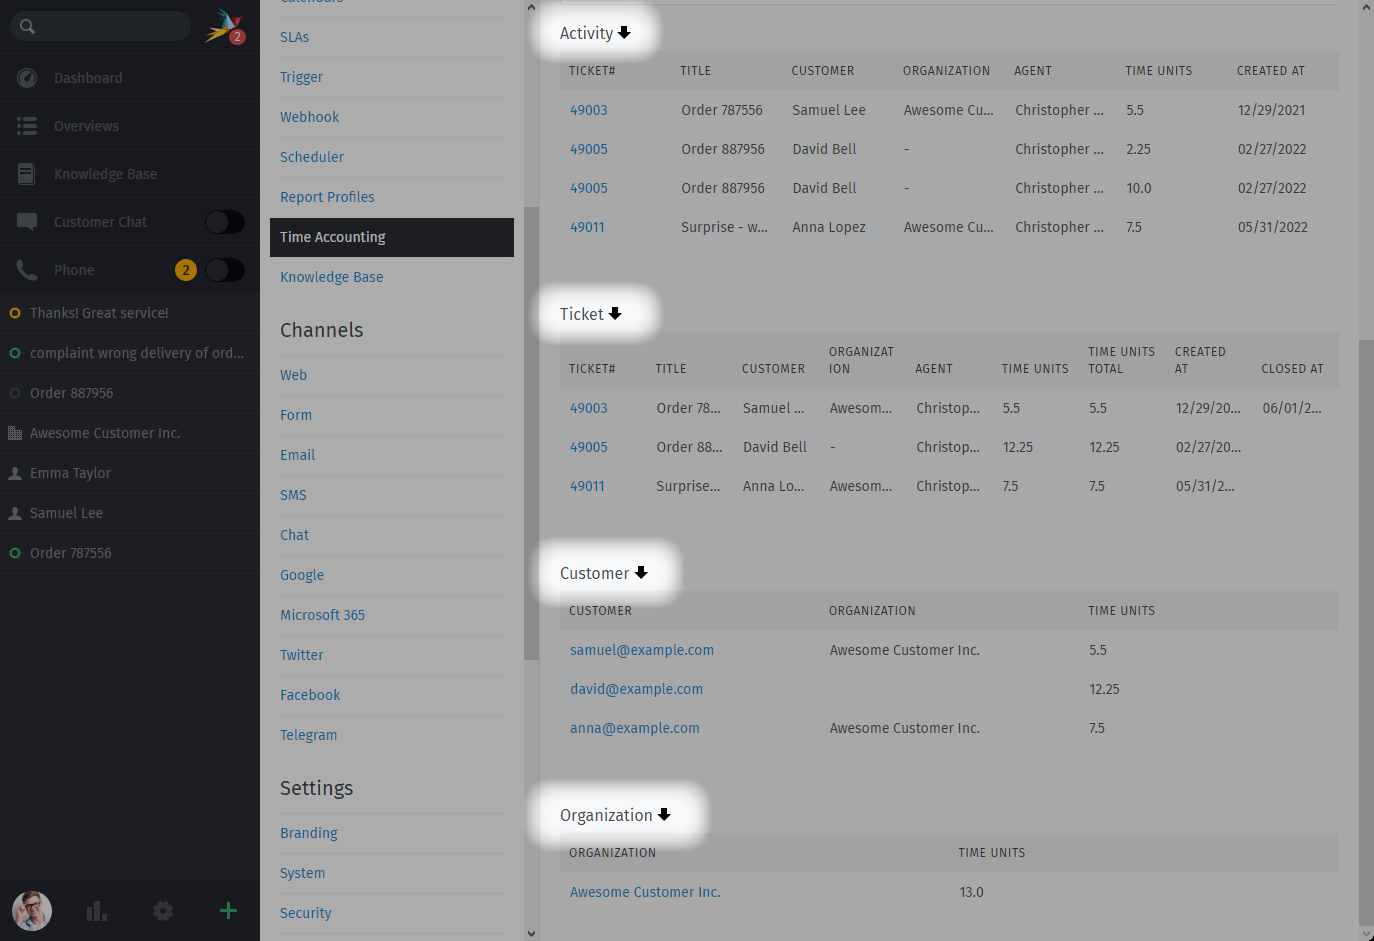 2
Dashboard
Overviews
Knowledge Base
Customer Chat
Phone 2
Thanks! Great service!
complaint wrong delivery of ord...
Order 887956
Awesome Customer Inc.
Emma Taylor
Samuel Lee
Order 787556
SLAs
Trigger
Webhook
Scheduler
Report Profiles
Time Accounting
Knowledge Base
Channels
Web
Form
Email
SMS
Chat
Google
Microsoft 365
Twitter
Facebook
Telegram
Settings
Branding
System
Security
Activity
TICKET# TITLE CUSTOMER ORGANIZATION AGENT TIME UNITS CREATED AT
49003 Order 787556 Samuel Lee Awesome Cu... Christopher ... 5.5 12/29/2021
49005 Order 887956 David Bell - Christopher ... 2.25 02/27/2022
49005 Order 887956 David Bell - Christopher ... 10.0 02/27/2022
49011 Surprise - w... Anna Lopez Awesome Cu... Christopher ... 7.5 05/31/2022
Ticket
ORGANIZAT TIME UNITS CREATED
TICKET# TITLE CUSTOMER ION AGENT TIME UNITS TOTAL AT CLOSED AT
49003 Order 78... Samuel ... Awesom... Christop... 5.5 5.5 12/29/20... 06/01/2...
49005 Order 88... David Bell - Christop... 12.25 12.25 02/27/20...
49011 Surprise... Anna Lo... Awesom... Christop... 7.5 7.5 05/31/2...
Customer
CUSTOMER ORGANIZATION TIME UNITS
samuel@example.com Awesome Customer Inc. 5.5
david@example.com 12.25
anna@example.com Awesome Customer Inc. 7.5
Organization
ORGANIZATION TIME UNITS
Awesome Customer Inc. 13.0